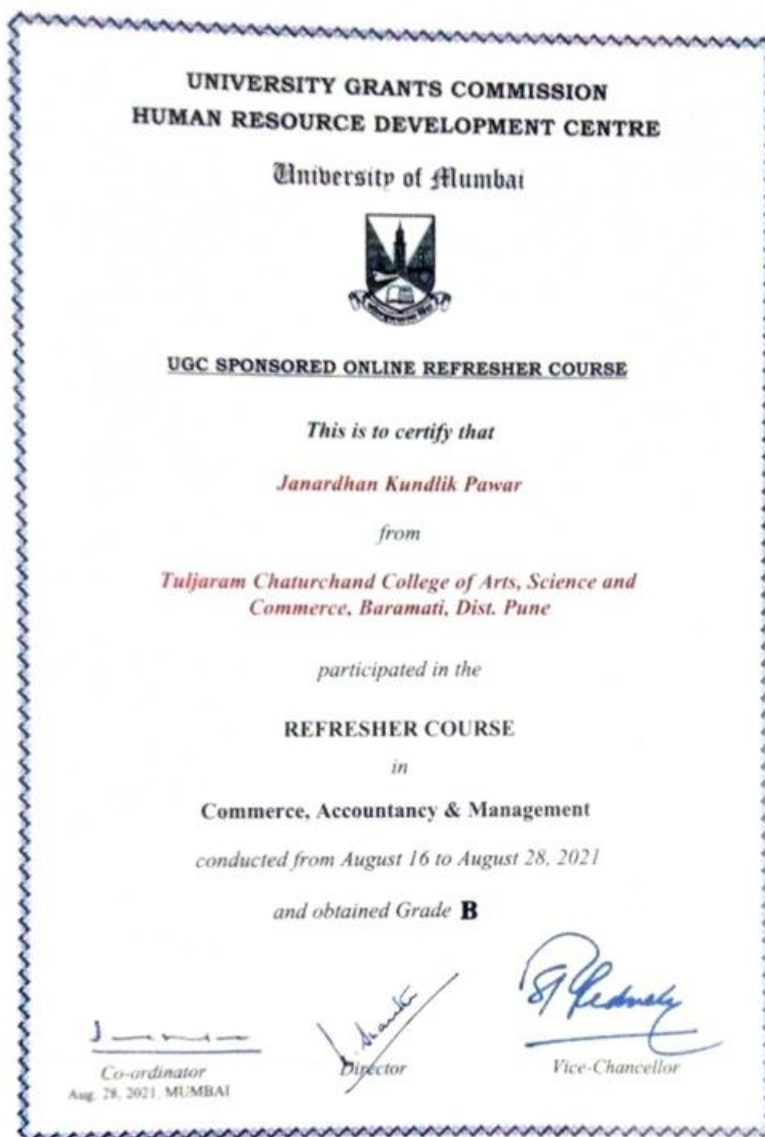 UNIVERSITY GRANTS COMMISSION
HUMAN RESOURCE DEVELOPMENT CENTRE
University of Mumbai
UGC SPONSORED ONLINE REFRESHER COURSE
This is to certify that
Janardhan Kundlik Pawar
from
Tuljaram Chaturchand College of Arts, Science and
Commerce, Baramati, Dist. Pune
participated in the
REFRESHER COURSE
in
Commerce, Accountancy & Management
conducted from August 16 to August 28, 2021
and obtained Grade B
Co-ordinator
Director
Vice-Chancellor
Aug. 28, 2021, MUMBAI